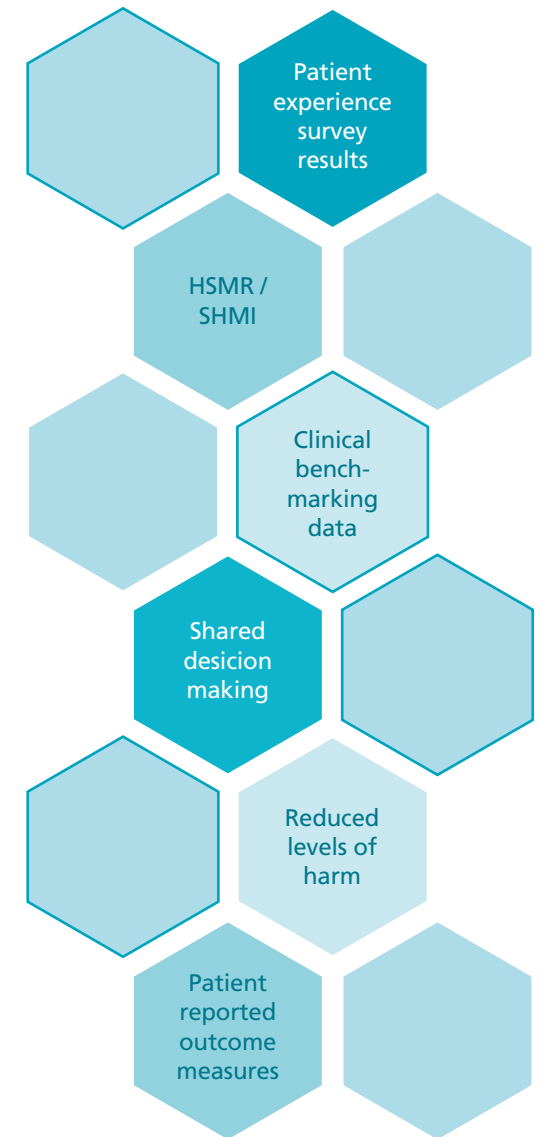 Patient
experience
survey
results
HSMR /
SHMI
Clinical
bench-
marking
data
Shared
desicion
making
Reduced
levels of
harm
Patient
reported
outcome
measures